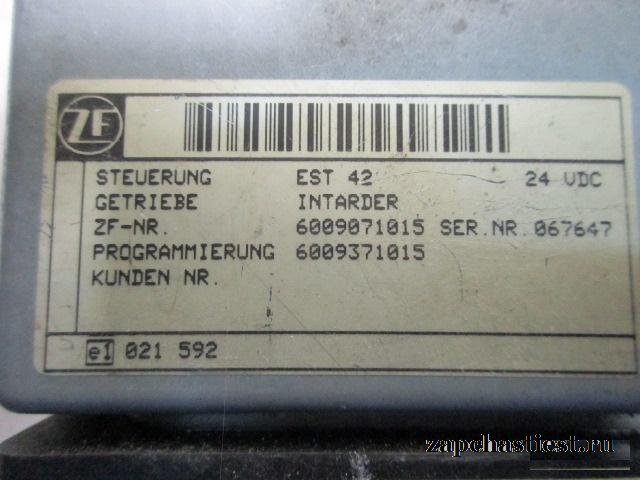 ZF
STEUERUNG EST 42 24 VDC
GETRIEBE INTARDER
ZF-NR. 6009071015 SER.NR. 067647
PROGRAMMIERUNG 6009371015
KUNDEN NR.
e1 021 592
zapchastiest.ru